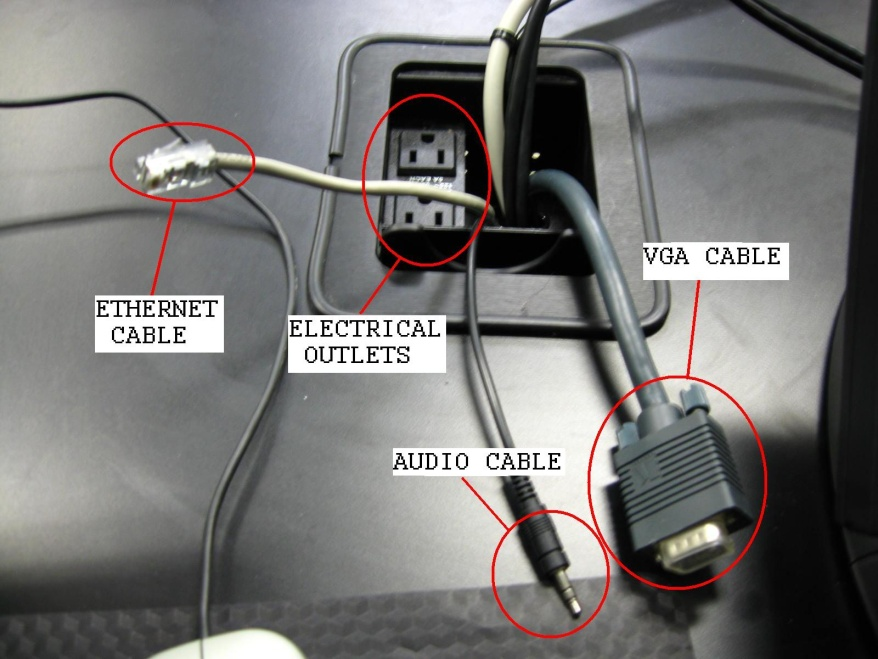 ETHERNET
CABLE
ELECTRICAL
OUTLETS
VGA CABLE
AUDIO CABLE